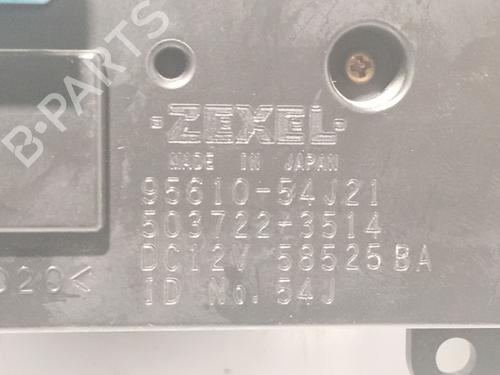 B·PARTS
·ZEXEL·
MADE IN JAPAN
95610-54J21
503722-3514
DC12V 58525BA
ID No. 54J
020<